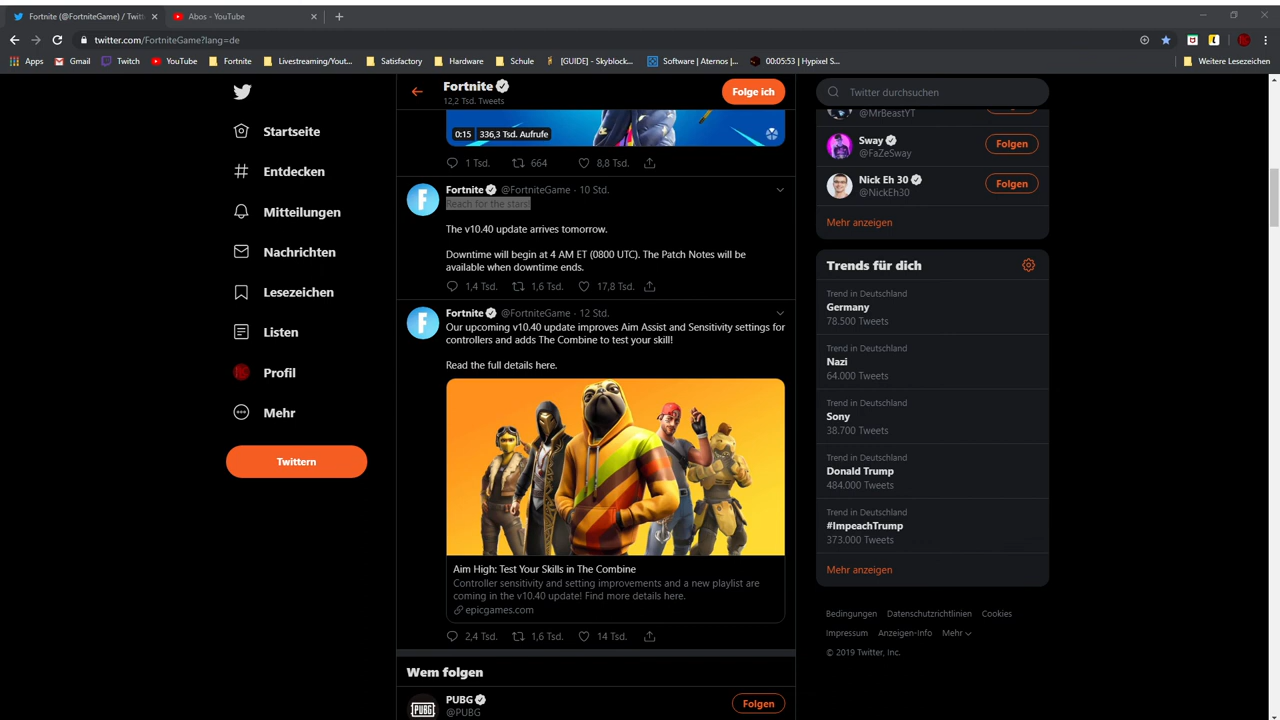 Fortnite (@FortniteGame) / Twitt
Abos - YouTube
twitter.com/FortniteGame?lang=de
Apps
Gmail
Twitch
YouTube
Fortnite
Livestreaming/Yout...
Satisfactory
Hardware
Schule
[GUIDE] - Skyblock...
Software | Aternos |...
00:05:53 | Hypixel S...
Weitere Lesezeichen
Startseite
Entdecken
Mitteilungen
Nachrichten
Lesezeichen
Listen
Profil
Mehr
Twittern
Fortnite
12,2 Tsd. Tweets
Folge ich
0:15 336,3 Tsd. Aufrufe
1 Tsd. 664 8,8 Tsd.
Fortnite @FortniteGame · 10 Std.
Reach for the stars!
The v10.40 update arrives tomorrow.
Downtime will begin at 4 AM ET (0800 UTC). The Patch Notes will be
available when downtime ends.
1,4 Tsd. 1,6 Tsd. 17,8 Tsd.
Fortnite @FortniteGame · 12 Std.
Our upcoming v10.40 update improves Aim Assist and Sensitivity settings for
controllers and adds The Combine to test your skill!
Read the full details here.
Aim High: Test Your Skills in The Combine
Controller sensitivity and setting improvements and a new playlist are
coming in the v10.40 update! Find more details here.
epicgames.com
2,4 Tsd. 1,6 Tsd. 14 Tsd.
Wem folgen
PUBG
@PUBG
Folgen
PUBG
Twitter durchsuchen
@MrBeastYT
Sway
@FaZeSway
Folgen
Nick Eh 30
@NickEh30
Folgen
Mehr anzeigen
Trends für dich
Trend in Deutschland
Germany
78.500 Tweets
Trend in Deutschland
Nazi
64.000 Tweets
Trend in Deutschland
Sony
38.700 Tweets
Trend in Deutschland
Donald Trump
484.000 Tweets
Trend in Deutschland
#ImpeachTrump
373.000 Tweets
Mehr anzeigen
Bedingungen Datenschutzrichtlinien Cookies
Impressum Anzeigen-Info Mehr
© 2019 Twitter, Inc.